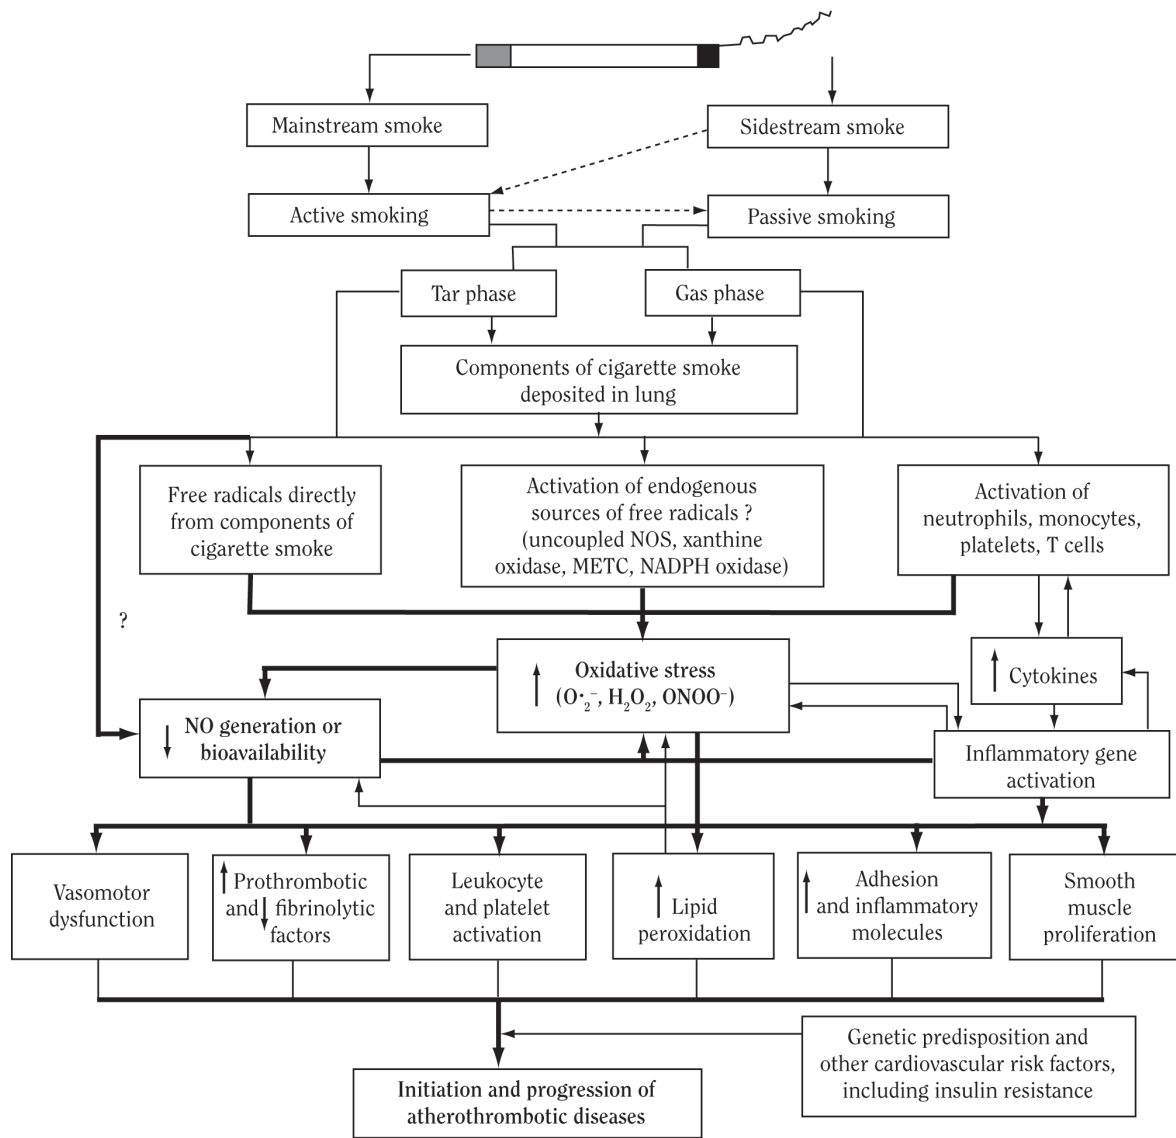 Mainstream smoke
Sidestream smoke
Active smoking
Passive smoking
Tar phase
Gas phase
Components of cigarette smoke
deposited in lung
Free radicals directly
from components of
cigarette smoke
Activation of endogenous
sources of free radicals ?
(uncoupled NOS, xanthine
oxidase, METC, NADPH oxidase)
Activation of
neutrophils, monocytes,
platelets, T cells
?
↑ Oxidative stress
(O•₂⁻, H₂O₂, ONOO⁻)
↑ Cytokines
↓ NO generation or
bioavailability
Inflammatory gene
activation
Vasomotor
dysfunction
↑ Prothrombotic
and ↓ fibrinolytic
factors
Leukocyte
and platelet
activation
↑ Lipid
peroxidation
↑ Adhesion
and inflammatory
molecules
Smooth
muscle
proliferation
Genetic predisposition and
other cardiovascular risk factors,
including insulin resistance
Initiation and progression of
atherothrombotic diseases